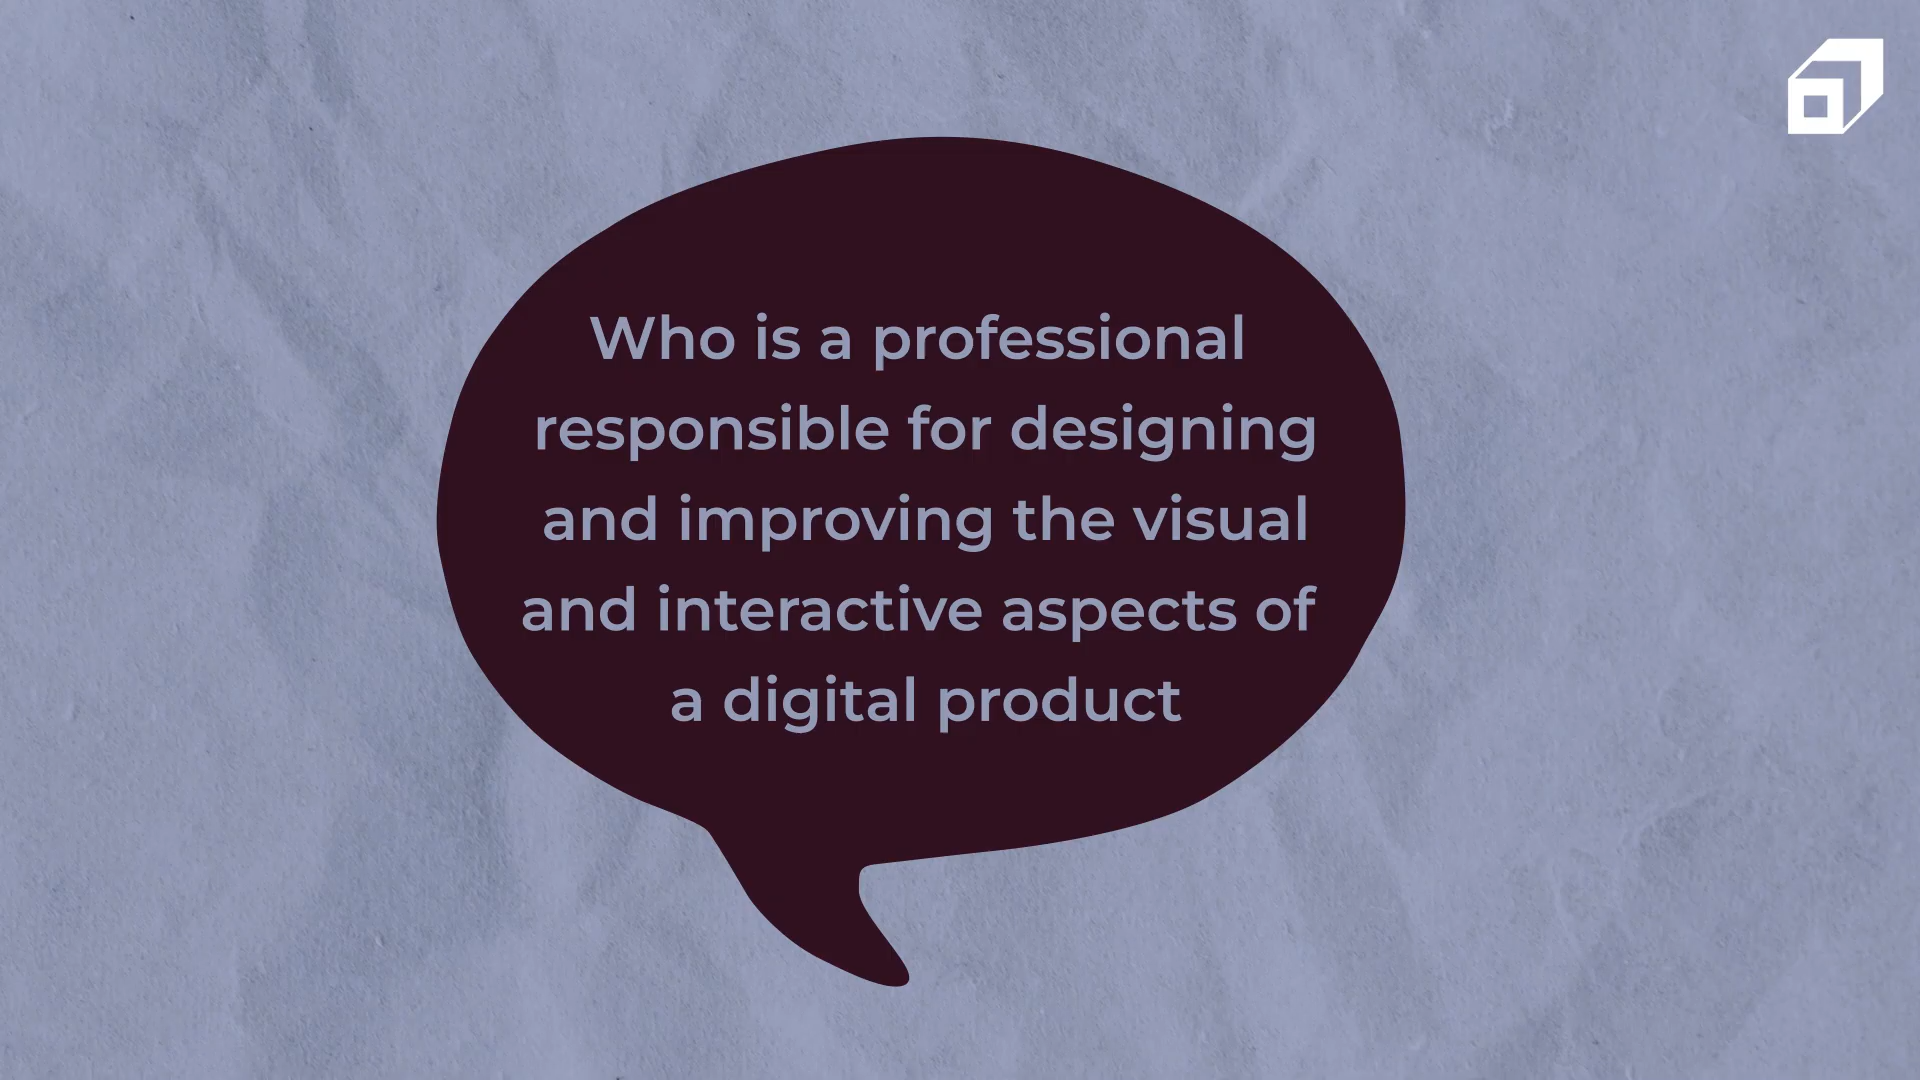 Who is a professional
responsible for designing
and improving the visual
and interactive aspects of
a digital product